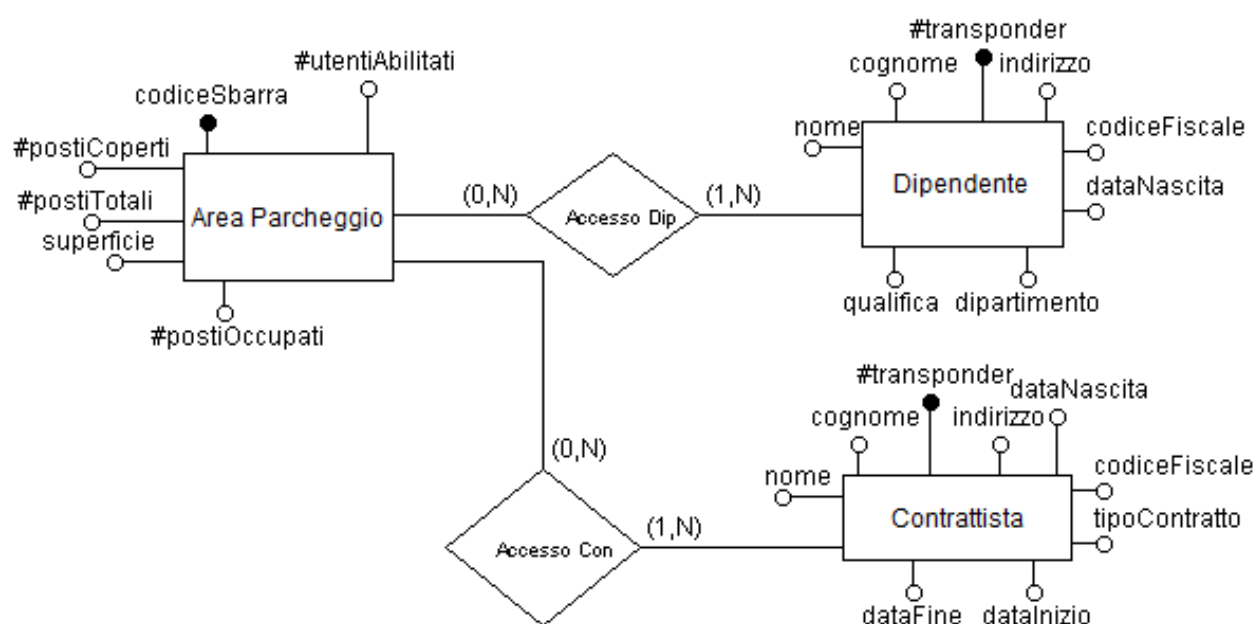 #transponder
#utentiAbilitati
cognome
indirizzo
codiceSbarra
nome
codiceFiscale
#postiCoperti
(0,N)
(1,N)
Dipendente
dataNascita
#postiTotali
Area Parcheggio
Accesso Dip
superficie
qualifica
dipartimento
#postiOccupati
#transponder
dataNascita
cognome
indirizzo
(0,N)
nome
codiceFiscale
(1,N)
Contrattista
tipoContratto
Accesso Con
dataFine
dataInizio